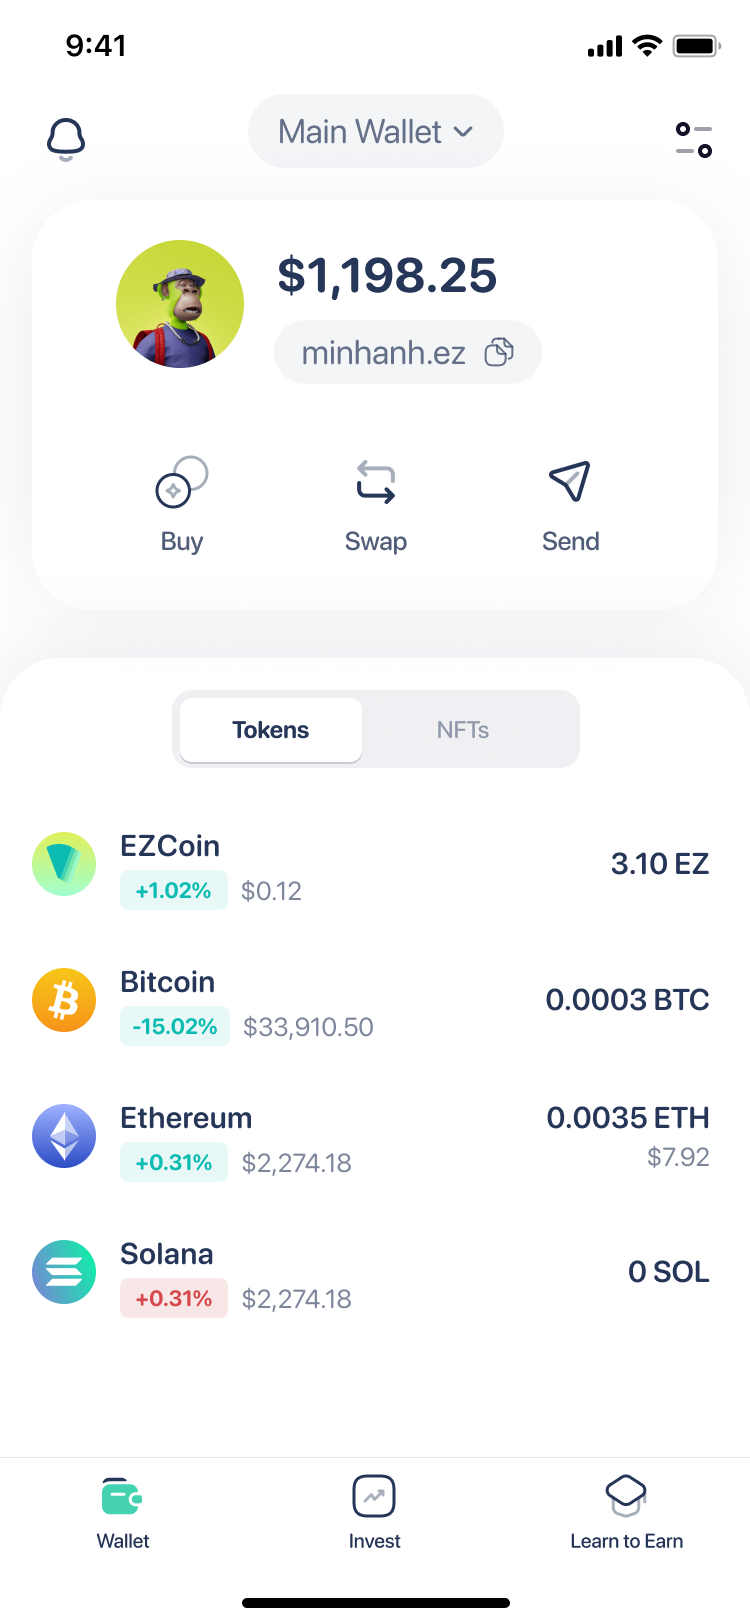 9:41
Main Wallet
$1,198.25
minhanh.ez
Buy
Swap
Send
Tokens
NFTs
EZCoin
+1.02% $0.12
3.10 EZ
Bitcoin
-15.02% $33,910.50
0.0003 BTC
Ethereum
+0.31% $2,274.18
0.0035 ETH
$7.92
Solana
+0.31% $2,274.18
0 SOL
Wallet
Invest
Learn to Earn